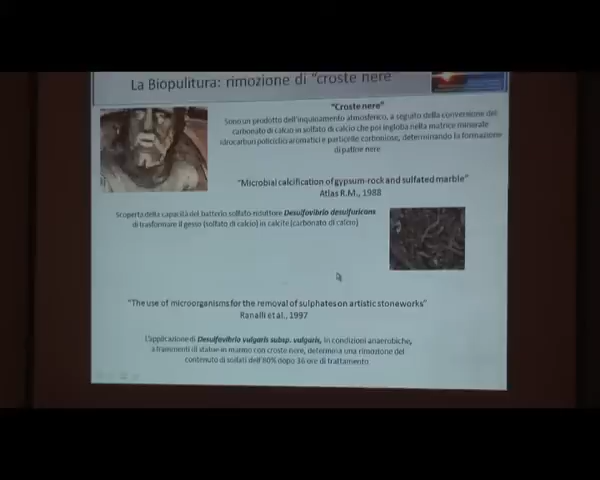 La Biopulitura: rimozione di "croste nere"
"Croste nere"
Sono un prodotto dell'inquinamento atmosferico, a seguito della conversione del
carbonato di calcio in solfato di calcio che poi ingloba nella matrice minerale
idrocarburi policiclici aromatici e particelle carboniose, determinando la formazione
di patine nere
"Microbial calcification of gypsum-rock and sulfated marble"
Atlas R.M., 1988
Scoperta della capacità del batterio solfato-riduttore Desulfovibrio desulfuricans
di trasformare il gesso (solfato di calcio) in calcite (carbonato di calcio)
"The use of microorganisms for the removal of sulphates on artistic stoneworks"
Ranalli et al., 1997
L'applicazione di Desulfovibrio vulgaris subsp. vulgaris, in condizioni anaerobiche,
a frammenti di statue in marmo con croste nere, determina una rimozione del
contenuto di solfati dell'80% dopo 36 ore di trattamento